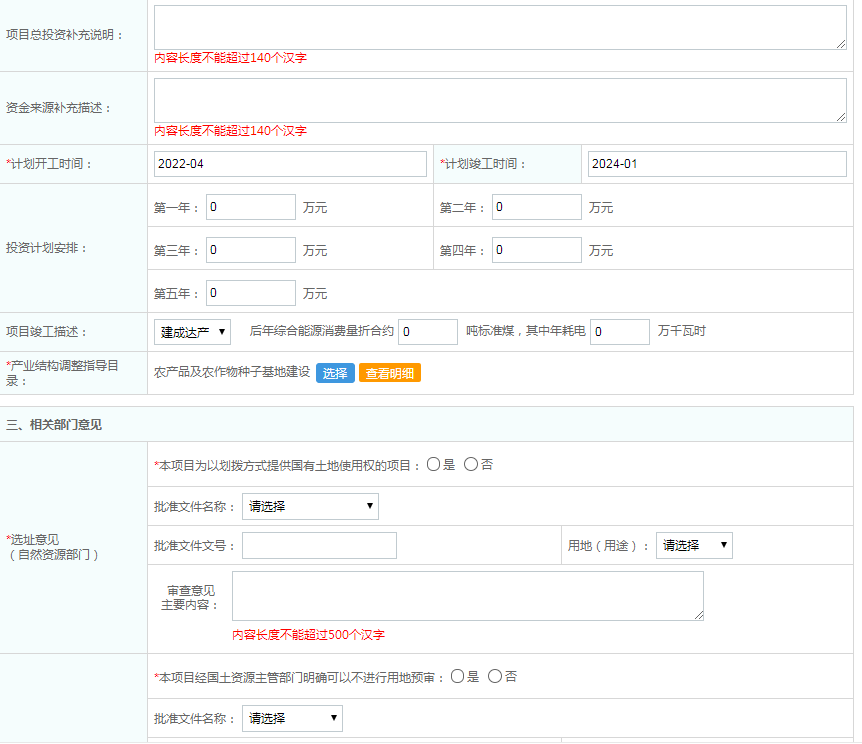 项目总投资补充说明：
内容长度不能超过140个汉字
资金来源补充描述：
内容长度不能超过140个汉字
*计划开工时间： 2022-04 *计划竣工时间： 2024-01
投资计划安排：
第一年： 0 万元 第二年： 0 万元
第三年： 0 万元 第四年： 0 万元
第五年： 0 万元
项目竣工描述： 建成达产 后年综合能源消费量折合约 0 吨标准煤，其中年耗电 0 万千瓦时
*产业结构调整指导目
录：
农产品及农作物种子基地建设 选择 查看明细
三、相关部门意见
*选址意见
（自然资源部门）
*本项目为以划拨方式提供国有土地使用权的项目： 是 否
批准文件名称： 请选择
批准文件文号： 用地（用途）： 请选择
审查意见
主要内容：
内容长度不能超过500个汉字
*本项目经国土资源主管部门明确可以不进行用地预审： 是 否
批准文件名称： 请选择